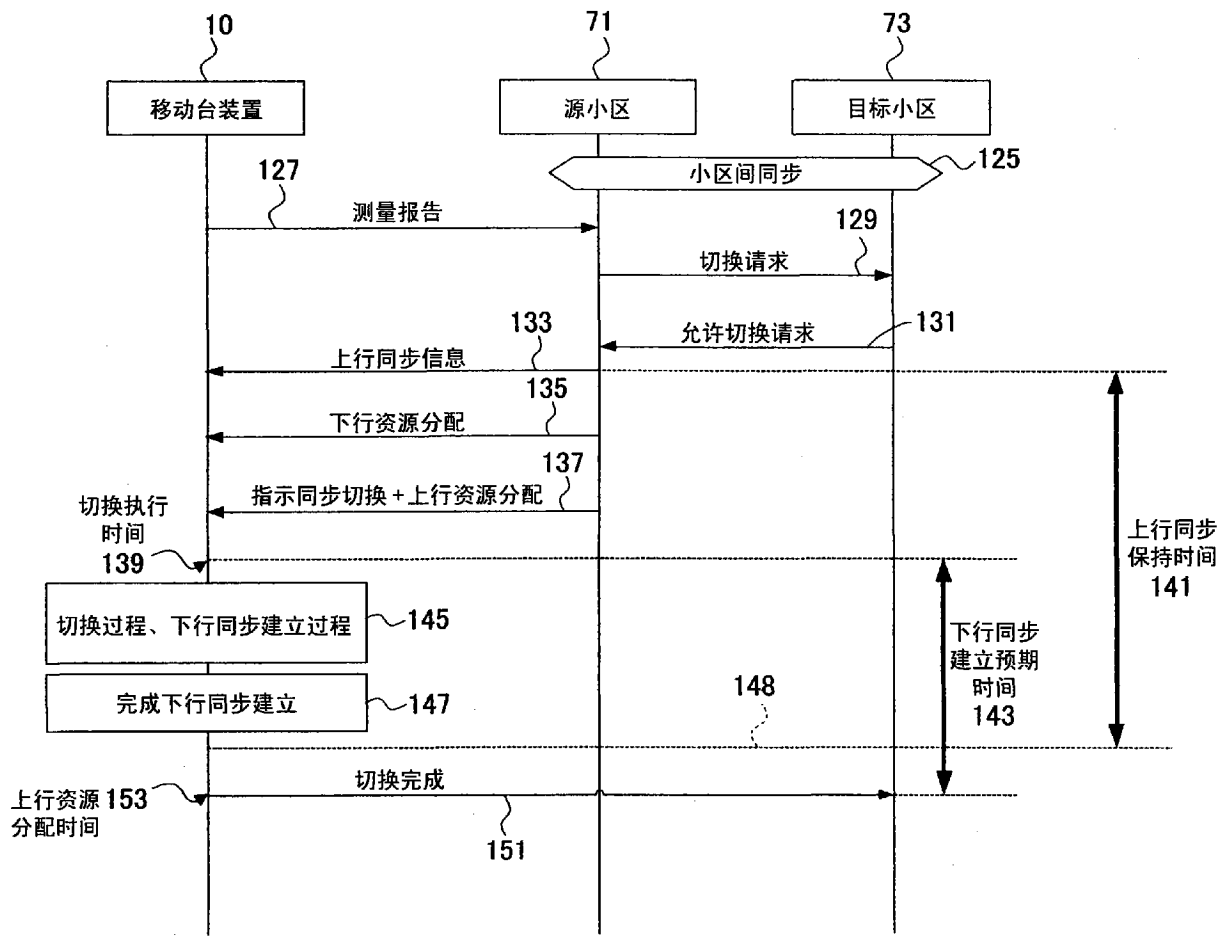 10
71
73
移动台装置
源小区
目标小区
小区间同步
125
127
测量报告
129
切换请求
133
允许切换请求
131
上行同步信息
135
下行资源分配
137
指示同步切换+上行资源分配
切换执行
时间
139
上行同步
保持时间
141
切换过程、下行同步建立过程
145
下行同步
建立预期
时间
143
完成下行同步建立
147
148
切换完成
上行资源
分配时间
153
151